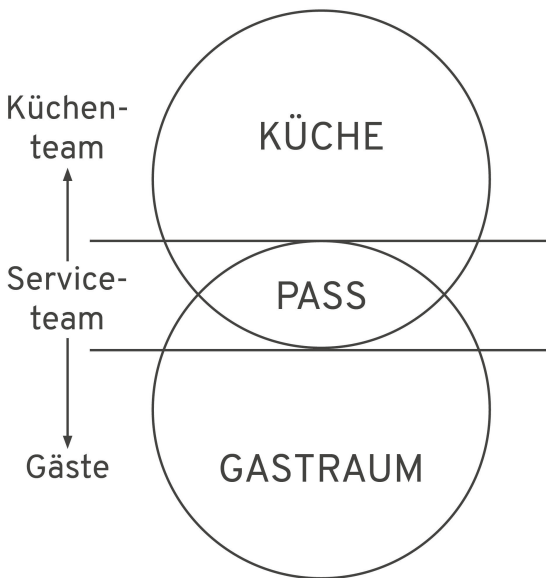 Küchen-
team
KÜCHE
Service-
team
PASS
Gäste
GASTRAUM